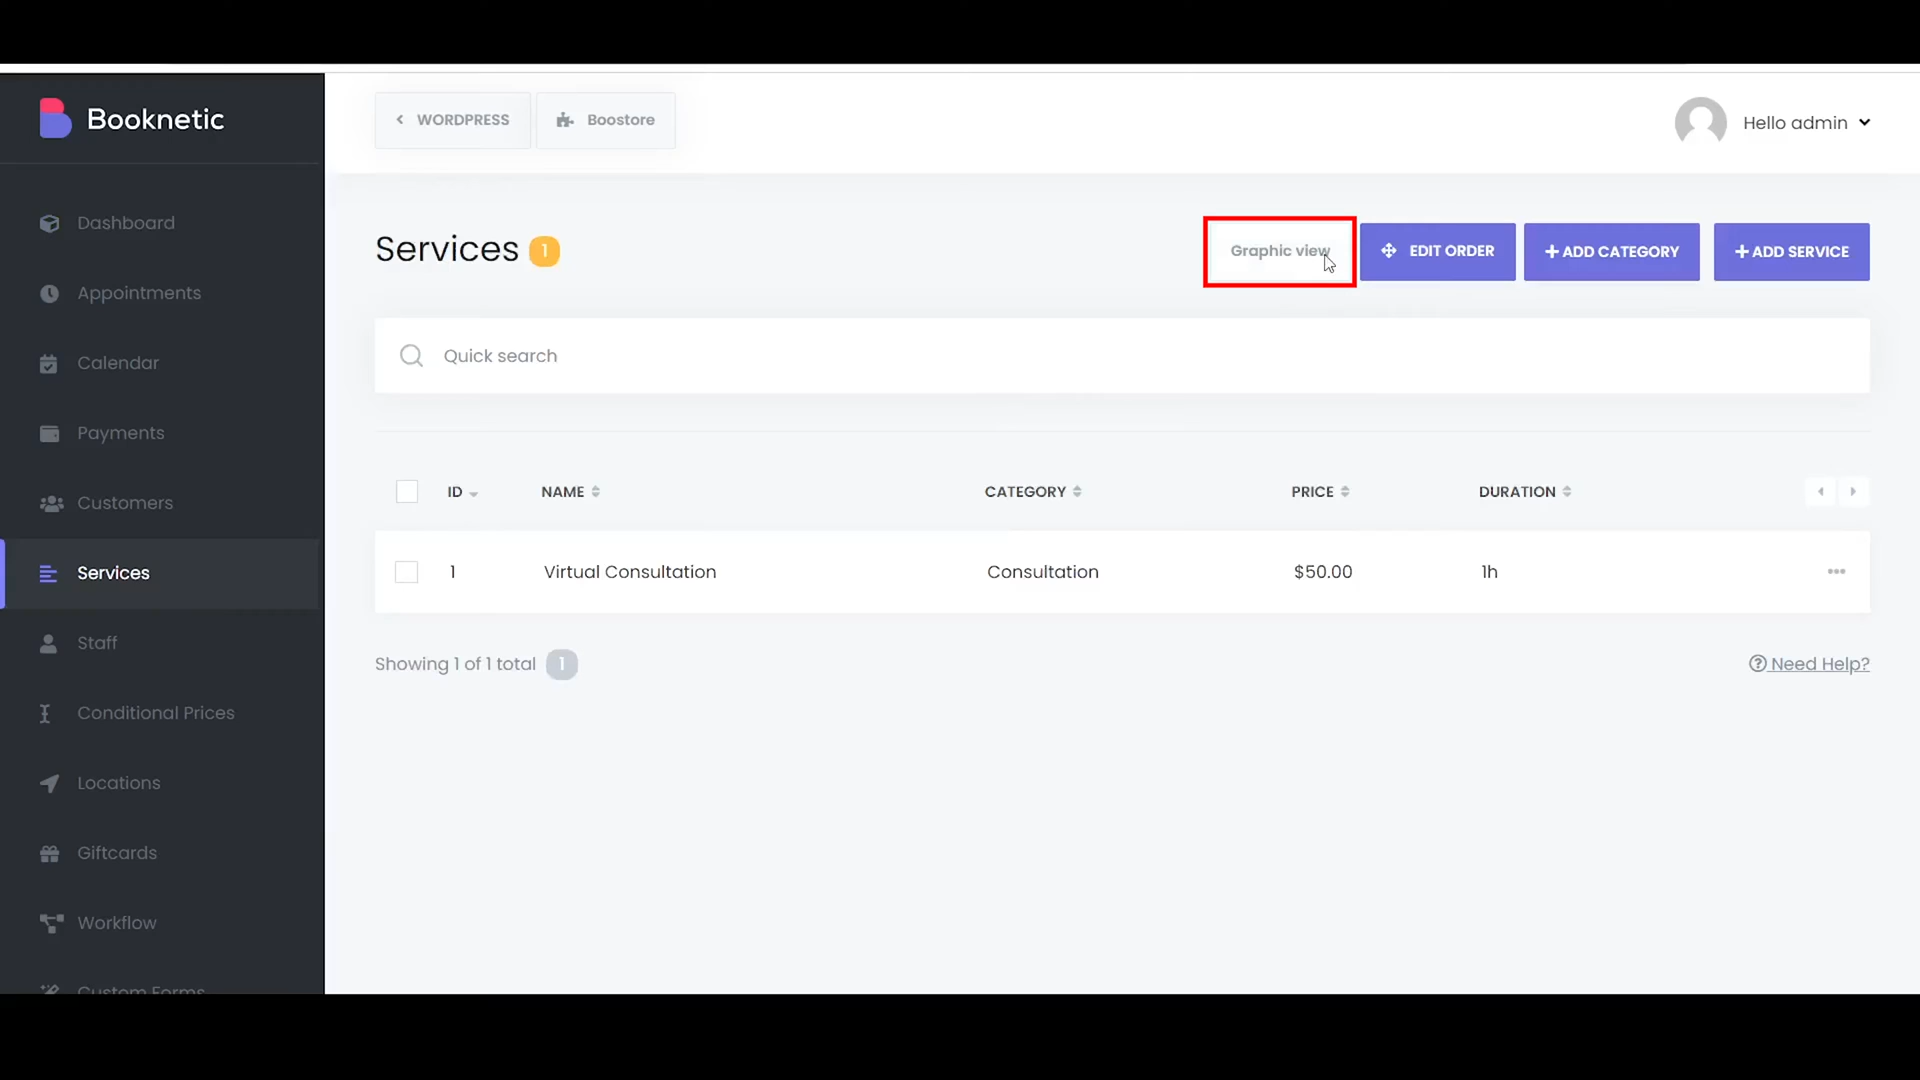 Booknetic
WORDPRESS
Boostore
Hello admin
Dashboard
Appointments
Calendar
Payments
Customers
Services
Staff
Conditional Prices
Locations
Giftcards
Workflow
Custom Forms
Services 1
Graphic view
EDIT ORDER
+ ADD CATEGORY
+ ADD SERVICE
Quick search
ID NAME CATEGORY PRICE DURATION
1 Virtual Consultation Consultation $50.00 1h
Showing 1 of 1 total 1
Need Help?